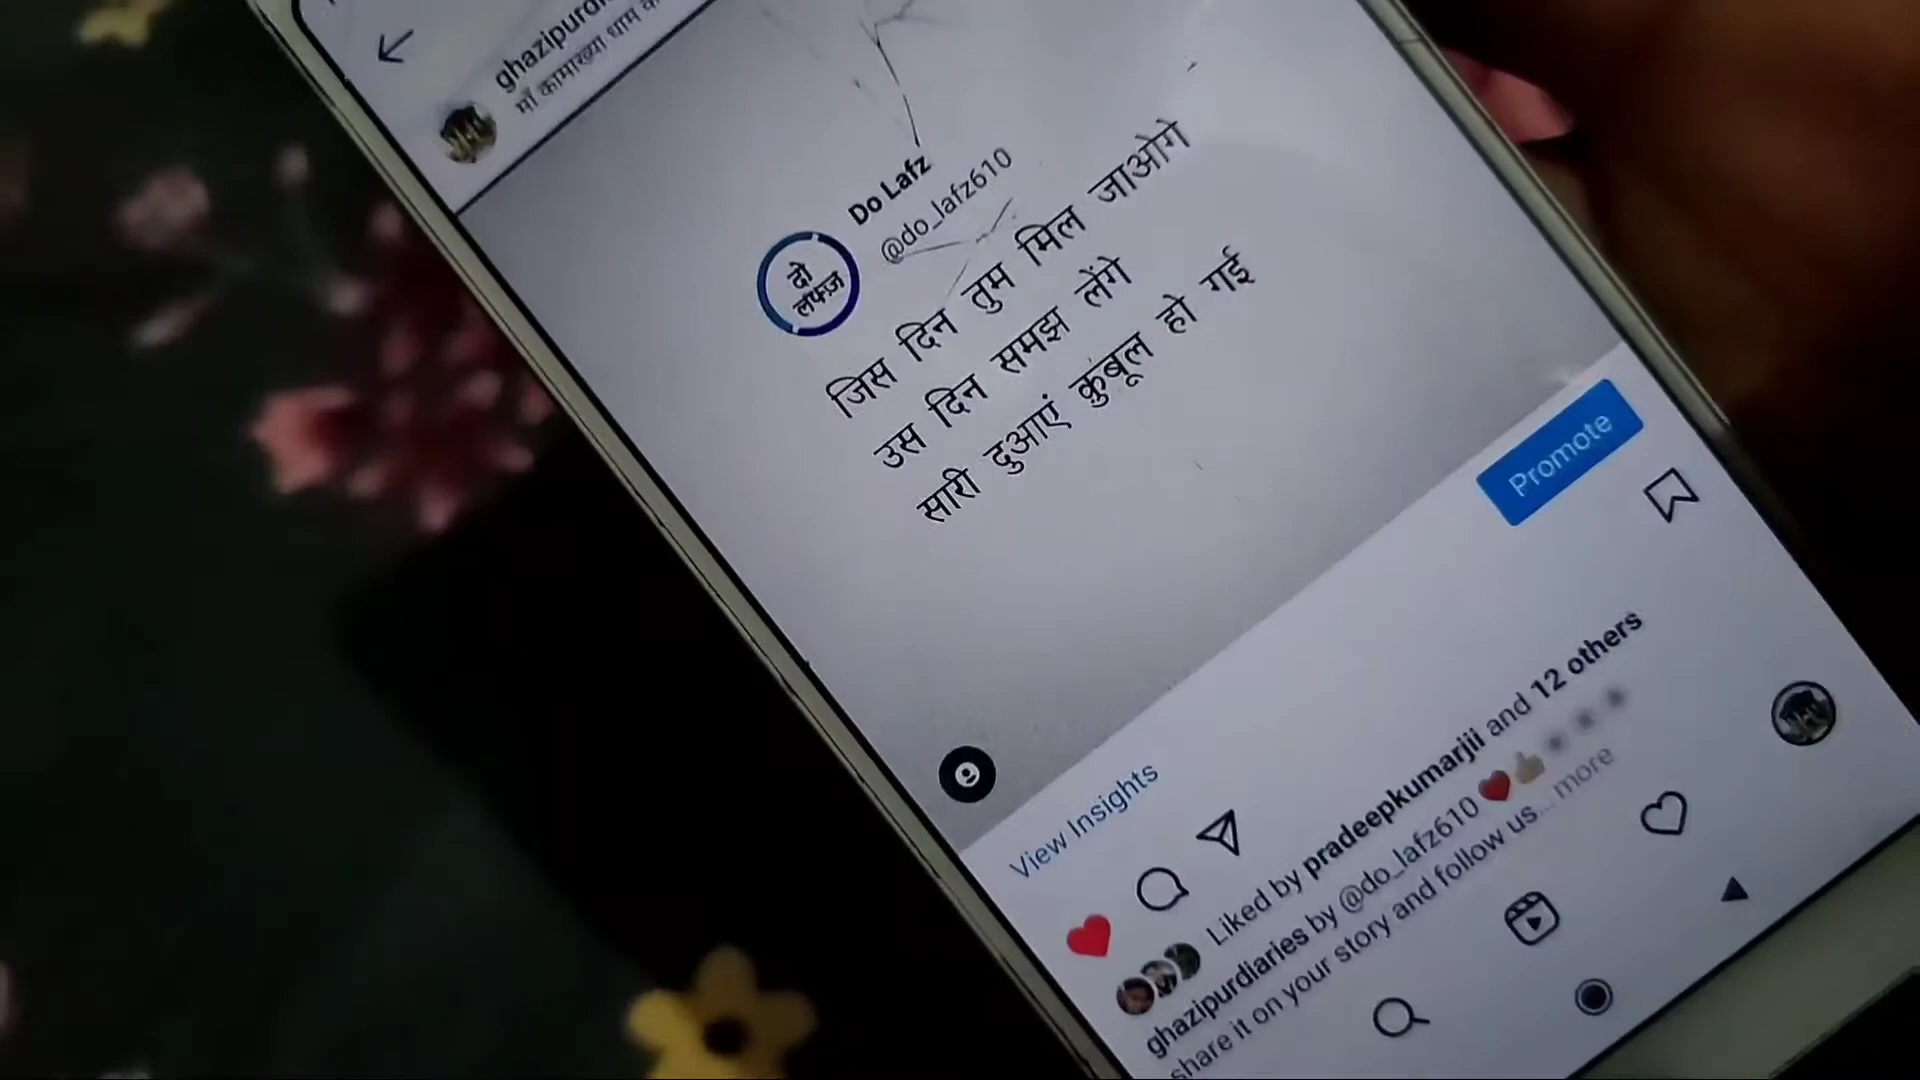 माँ कामाख्या धाम
Do Lafz
@do_lafz610
दो
लफ्ज़
जिस दिन तुम मिल जाओगे
उस दिन समझ लेंगे
सारी दुआएं क़ुबूल हो गई
Promote
View Insights
Liked by pradeepkumarjii and 12 others
ghazipurdiaries by @do_lafz610
share it on your story and follow us... more